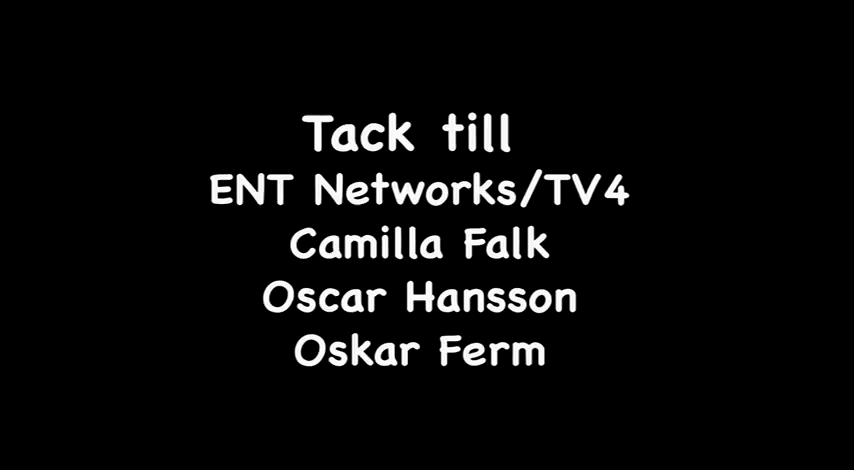 Tack till
ENT Networks/TV4
Camilla Falk
Oscar Hansson
Oskar Ferm